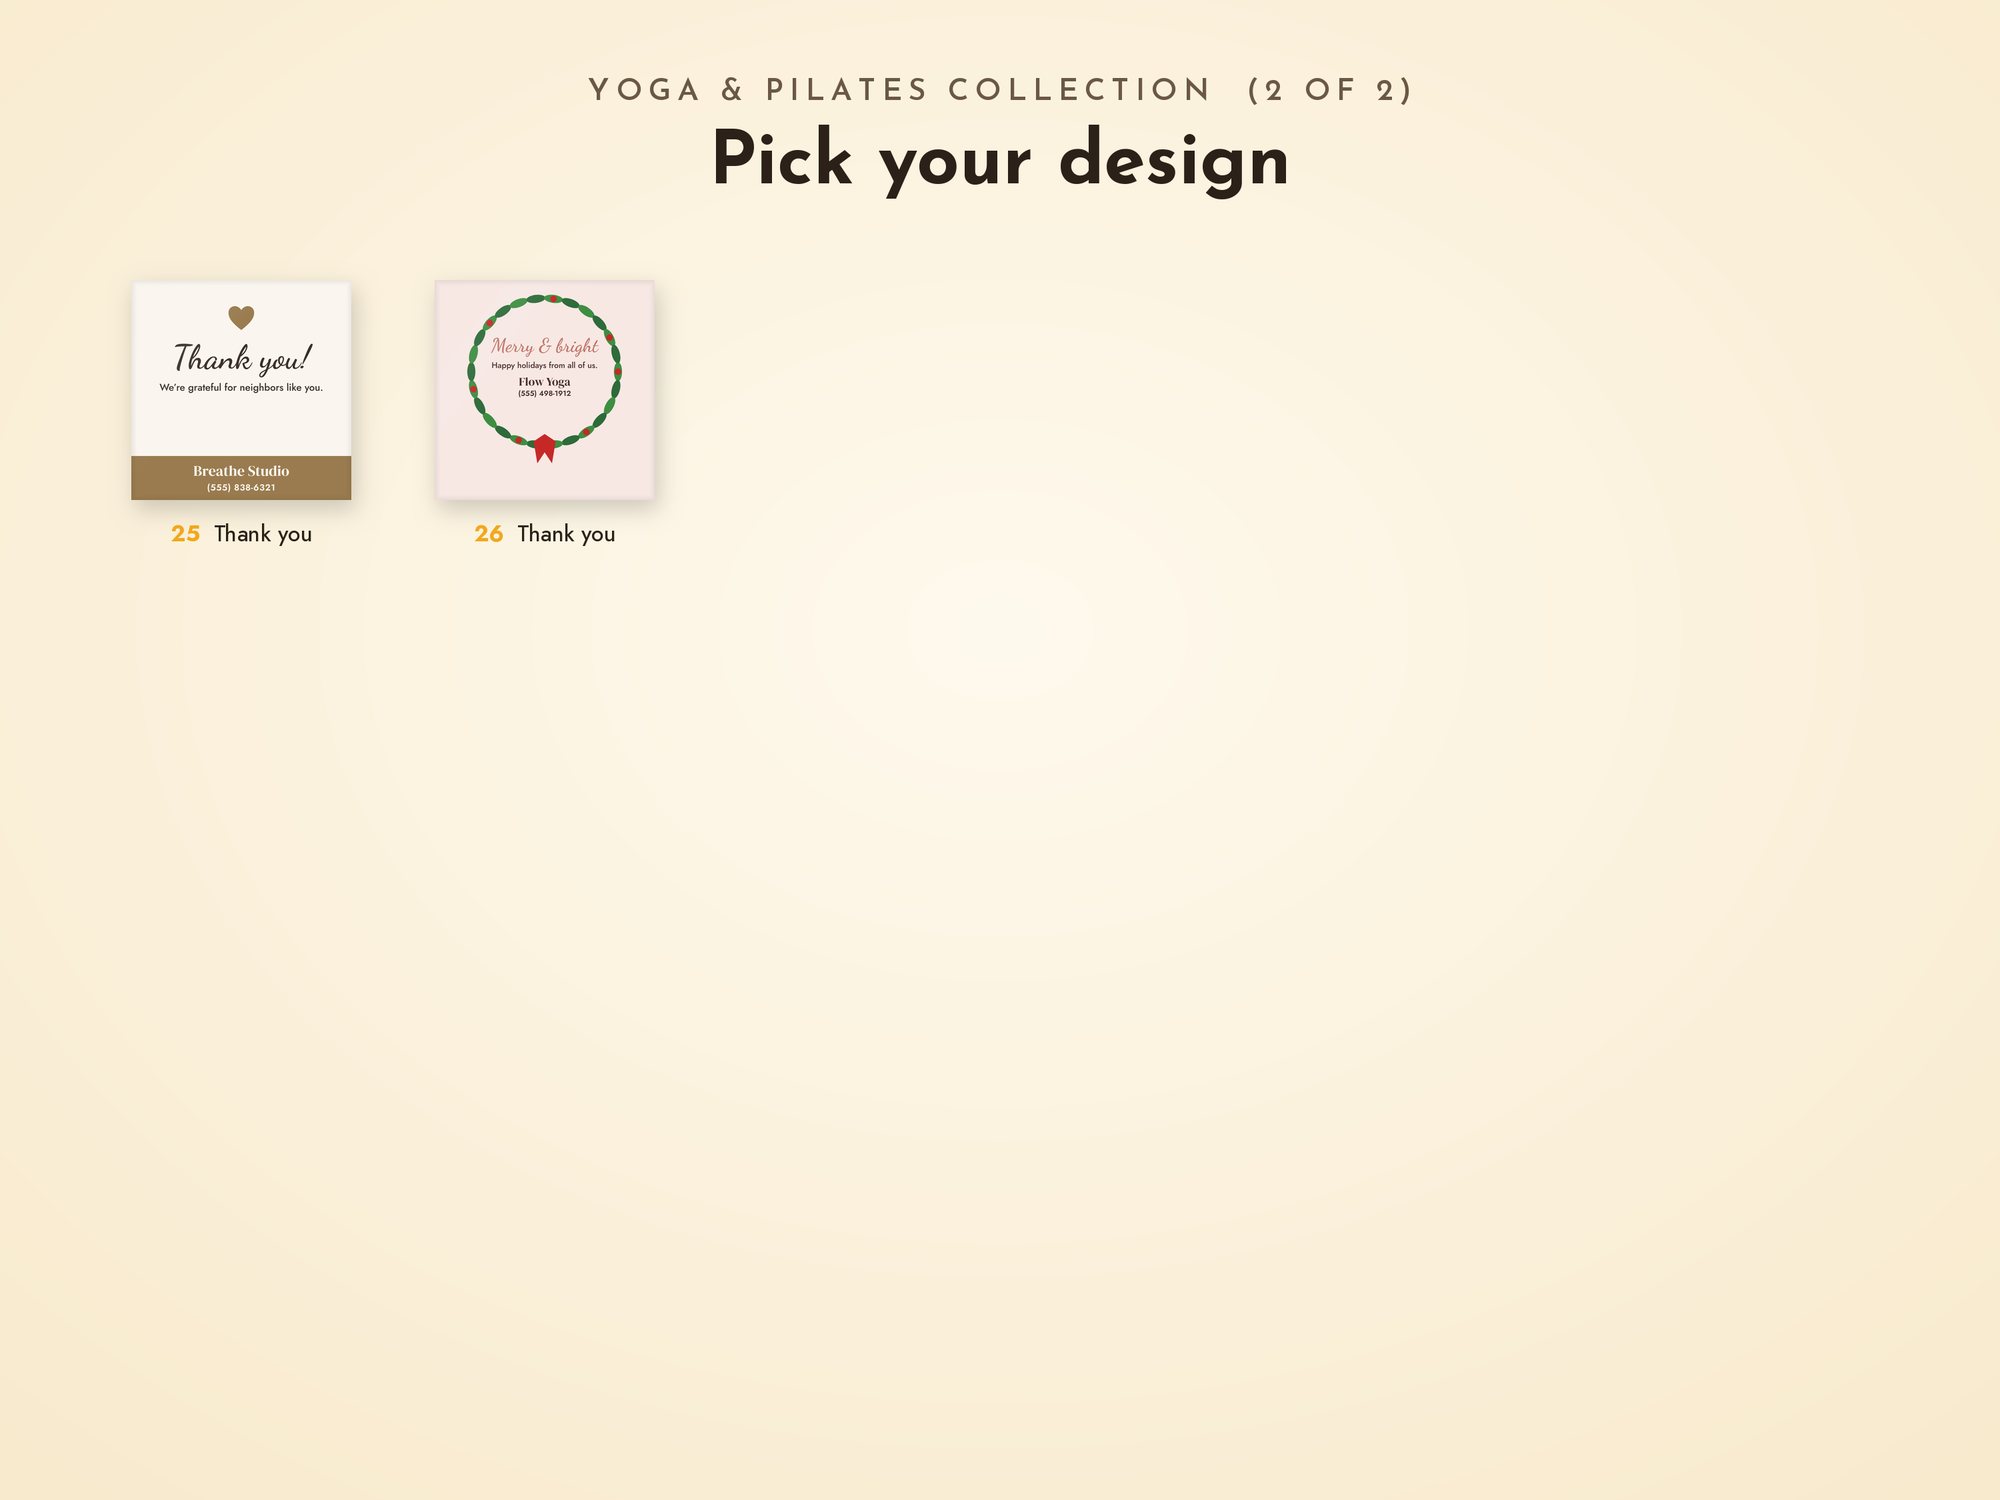 YOGA & PILATES COLLECTION (2 OF 2)
Pick your design
Thank you!
We're grateful for neighbors like you.
Breathe Studio
(555) 838-6321
25 Thank you
Merry & bright
Happy holidays from all of us.
Flow Yoga
(555) 498-1912
26 Thank you